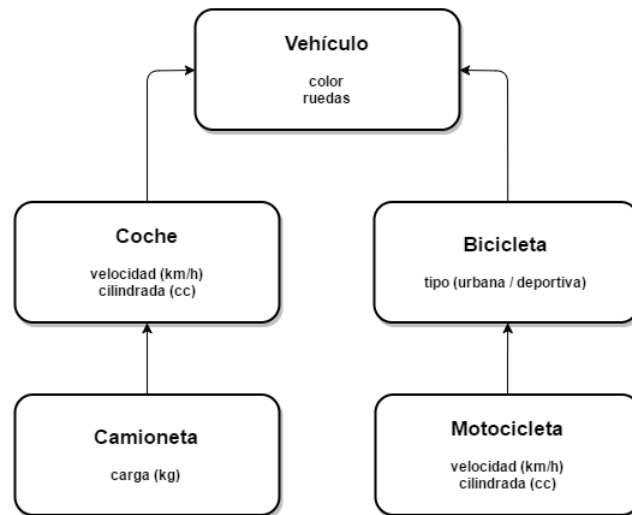 Vehículo
color
ruedas
Coche
velocidad (km/h)
cilindrada (cc)
Bicicleta
tipo (urbana / deportiva)
Camioneta
carga (kg)
Motocicleta
velocidad (km/h)
cilindrada (cc)